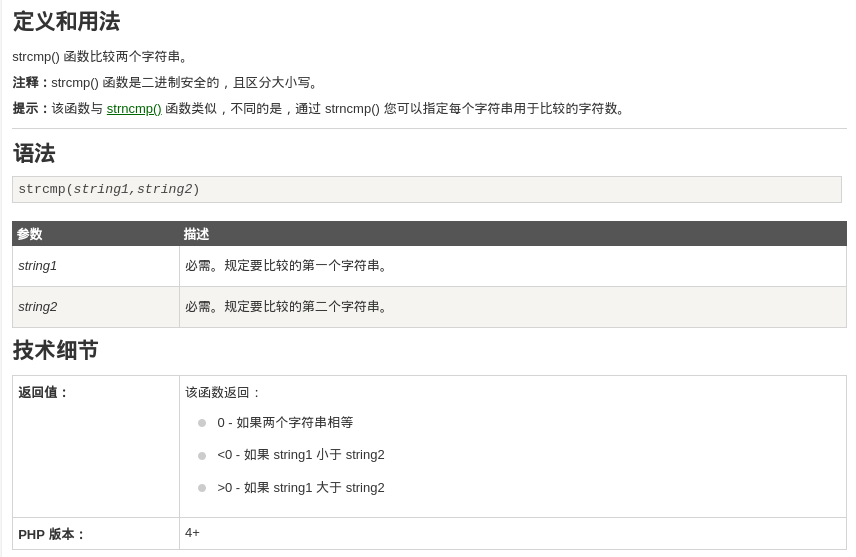 定义和用法
strcmp() 函数比较两个字符串。
注释：strcmp() 函数是二进制安全的，且区分大小写。
提示：该函数与 strncmp() 函数类似，不同的是，通过 strncmp() 您可以指定每个字符串用于比较的字符数。
语法
strcmp(string1,string2)
参数 描述
string1 必需。规定要比较的第一个字符串。
string2 必需。规定要比较的第二个字符串。
技术细节
返回值： 该函数返回：
0 - 如果两个字符串相等
<0 - 如果 string1 小于 string2
>0 - 如果 string1 大于 string2
PHP 版本： 4+